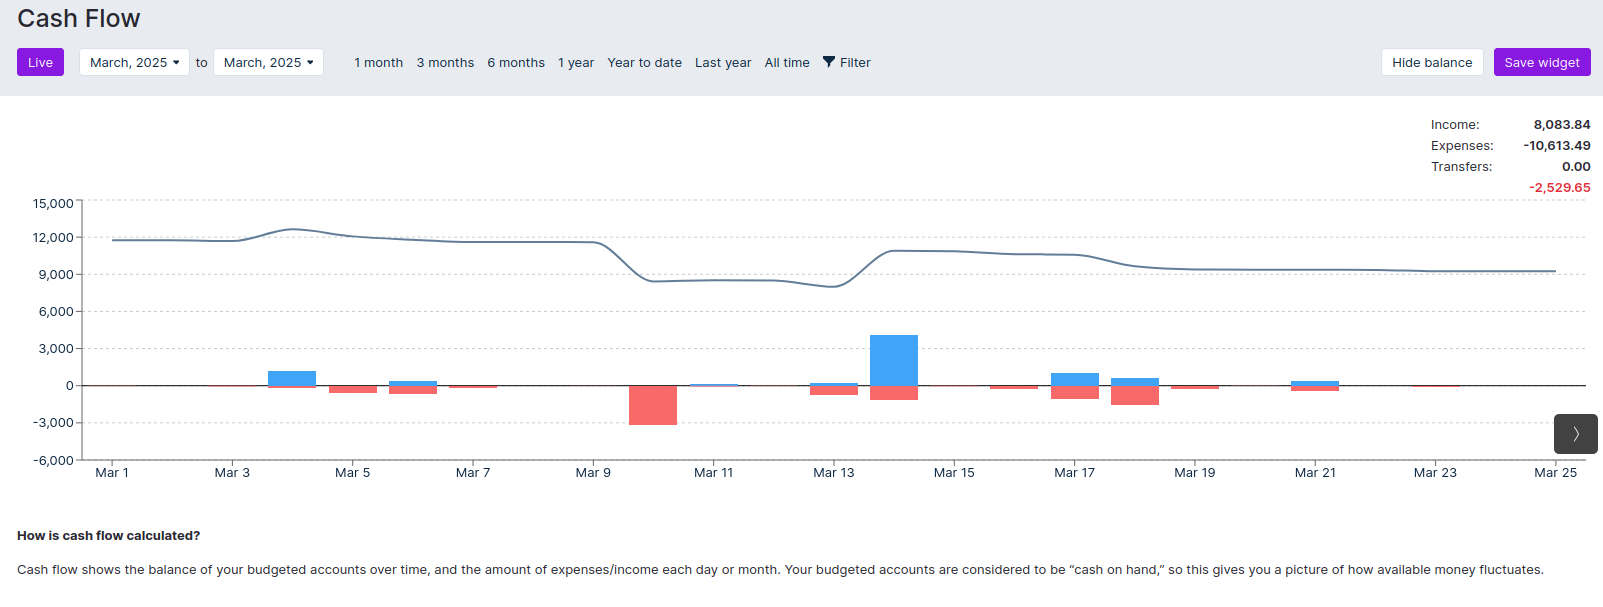 Cash Flow
Live March, 2025 to March, 2025 1 month 3 months 6 months 1 year Year to date Last year All time Filter Hide balance Save widget
Income: 8,083.84
Expenses: -10,613.49
Transfers: 0.00
-2,529.65
15,000
12,000
9,000
6,000
3,000
0
-3,000
-6,000
Mar 1 Mar 3 Mar 5 Mar 7 Mar 9 Mar 11 Mar 13 Mar 15 Mar 17 Mar 19 Mar 21 Mar 23 Mar 25
How is cash flow calculated?
Cash flow shows the balance of your budgeted accounts over time, and the amount of expenses/income each day or month. Your budgeted accounts are considered to be “cash on hand,” so this gives you a picture of how available money fluctuates.